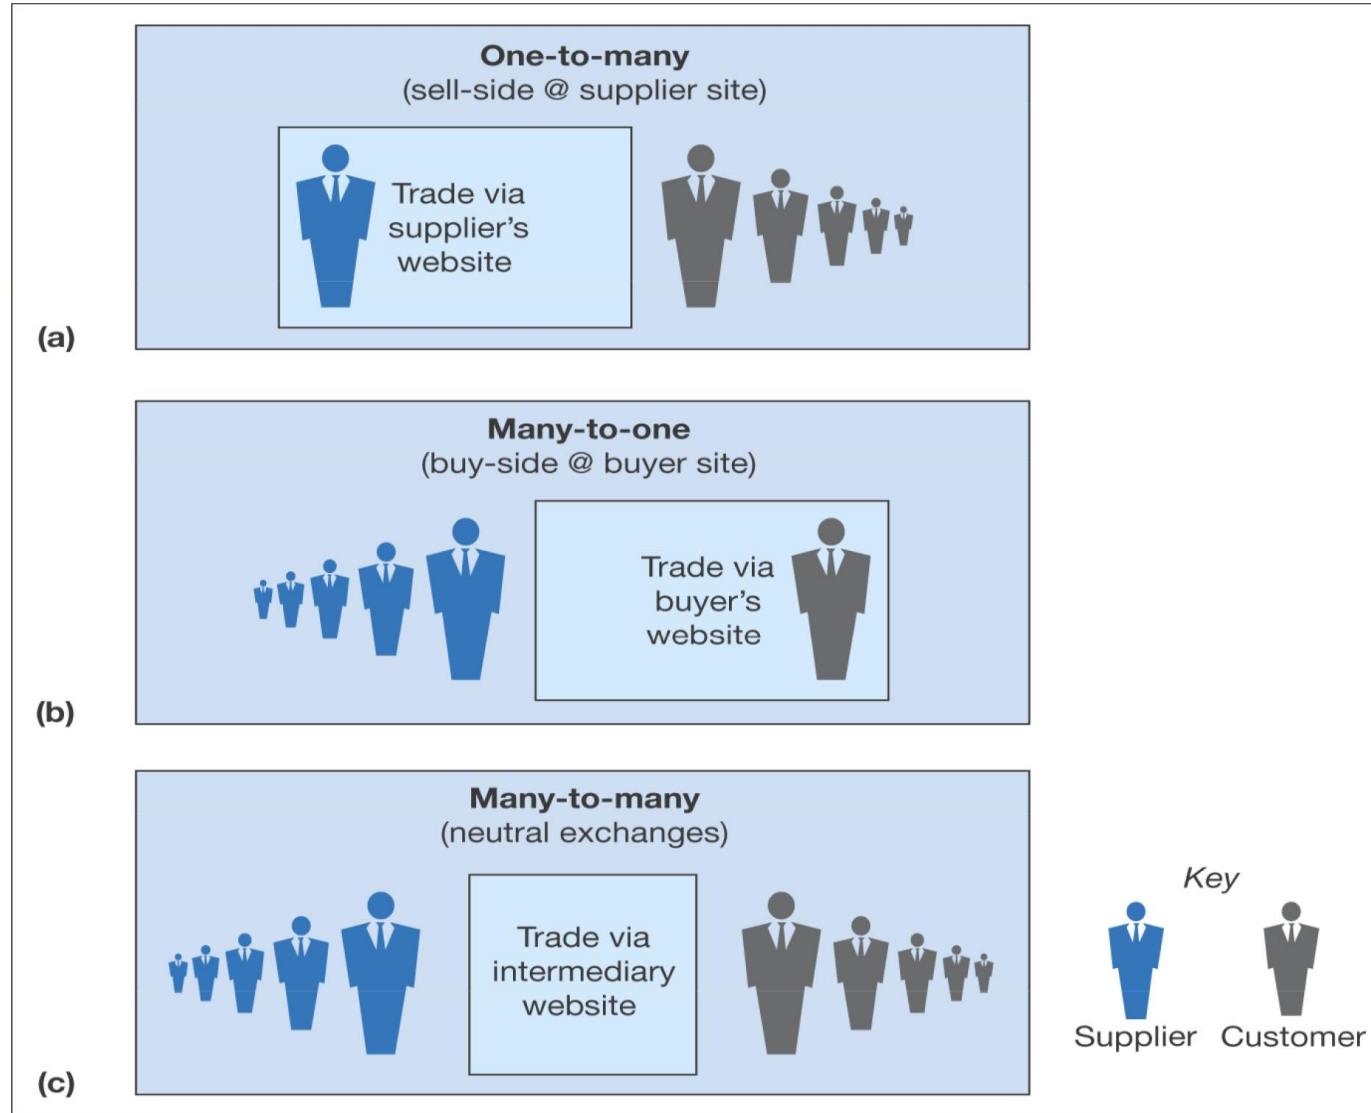 One-to-many
(sell-side @ supplier site)
Trade via
supplier’s
website
(a)
Many-to-one
(buy-side @ buyer site)
Trade via
buyer’s
website
(b)
Many-to-many
(neutral exchanges)
Trade via
intermediary
website
(c)
Key
Supplier
Customer